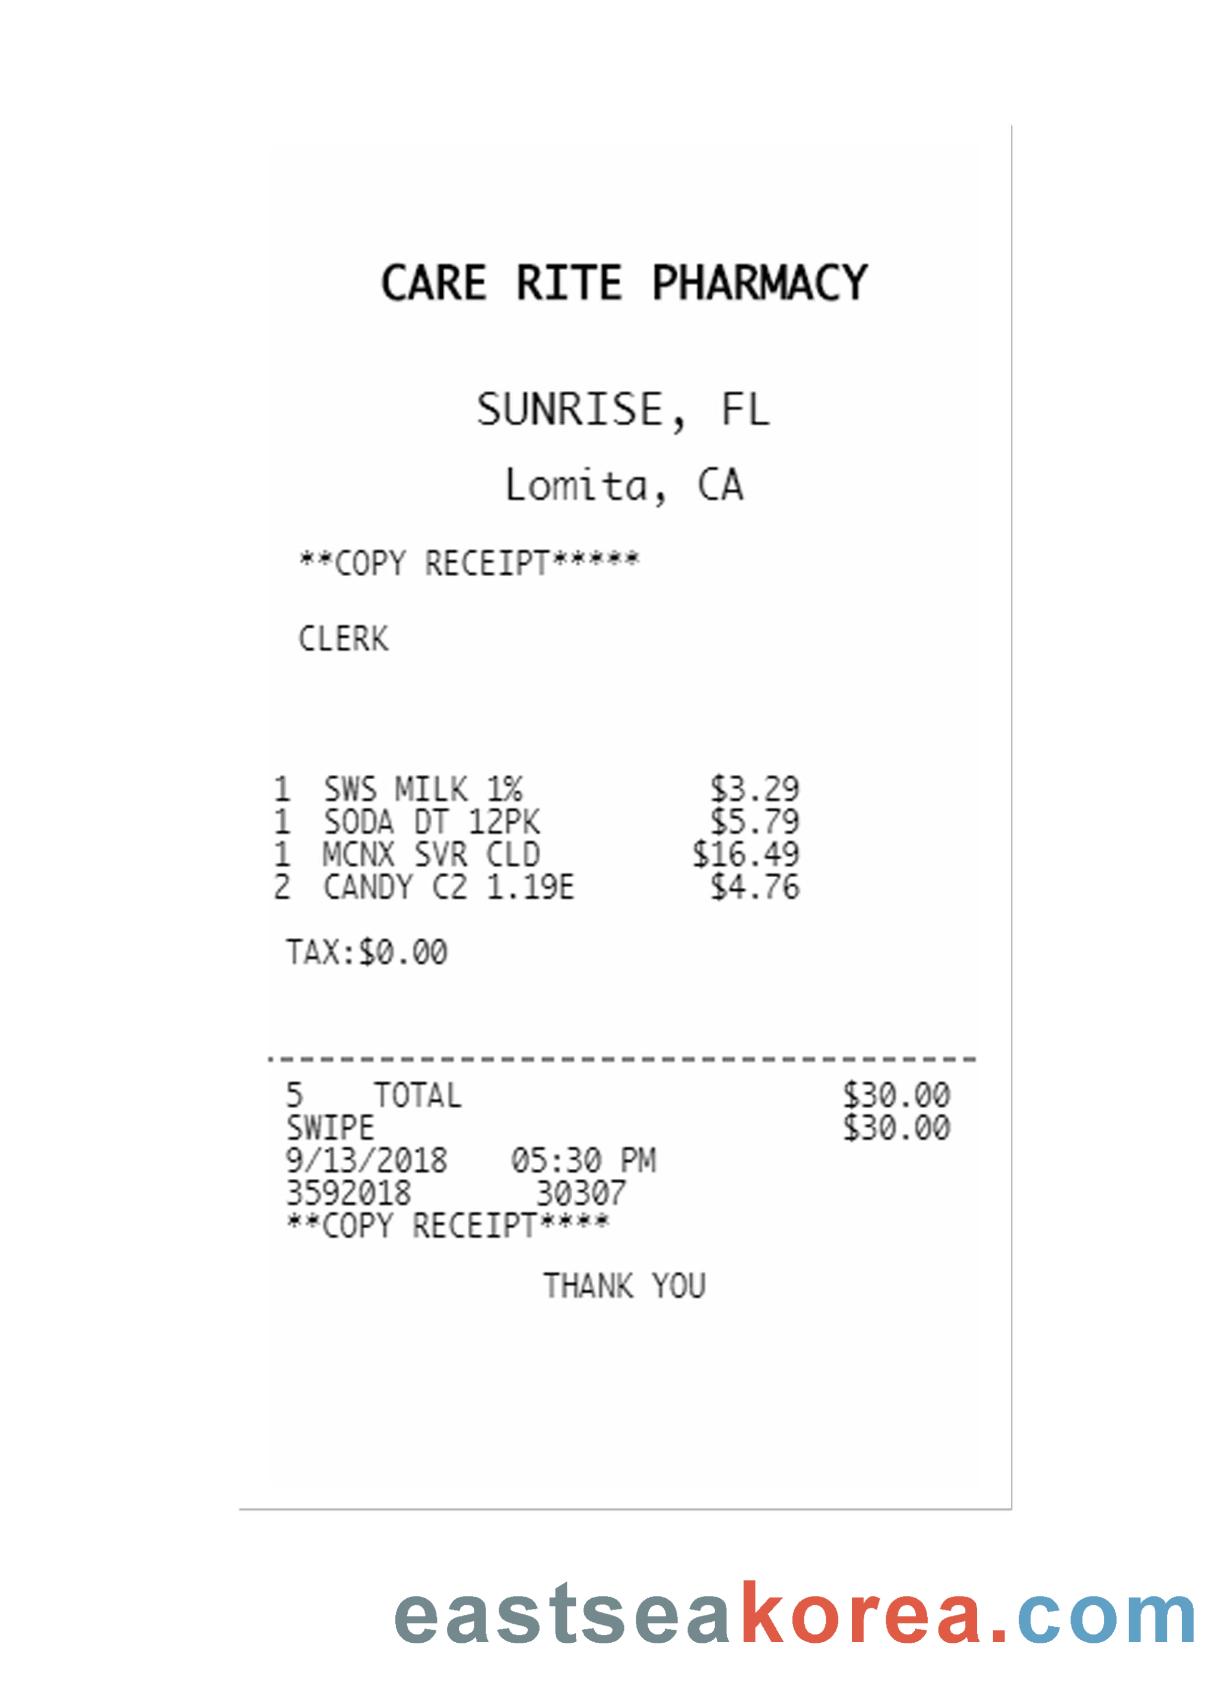 CARE RITE PHARMACY
SUNRISE, FL
Lomita, CA
**COPY RECEIPT*****
CLERK
1 SWS MILK 1% $3.29
1 SODA DT 12PK $5.79
1 MCNX SVR CLD $16.49
2 CANDY C2 1.19E $4.76
TAX:$0.00
5 TOTAL $30.00
SWIPE $30.00
9/13/2018 05:30 PM
3592018 30307
**COPY RECEIPT****
THANK YOU
eastseakorea.com